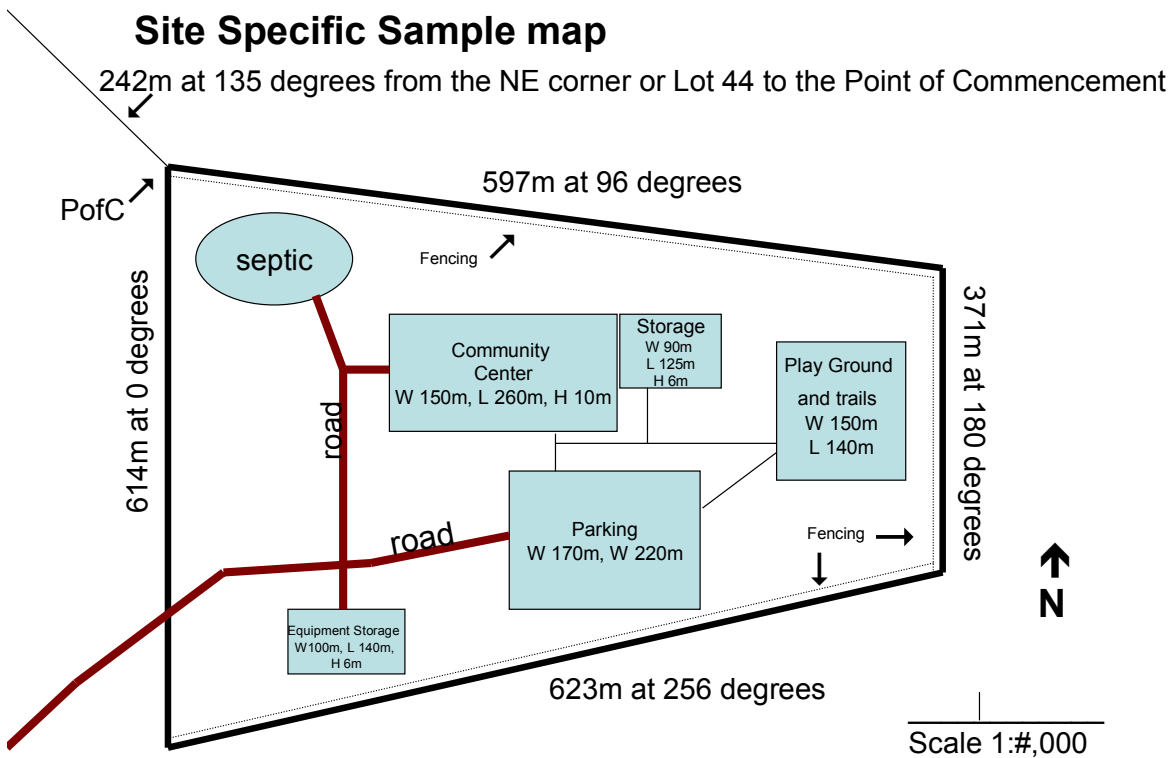 Site Specific Sample map
242m at 135 degrees from the NE corner or Lot 44 to the Point of Commencement
PofC
597m at 96 degrees
septic
Fencing
614m at 0 degrees
371m at 180 degrees
Community
Center
W 150m, L 260m, H 10m
Storage
W 90m
L 125m
H 6m
Play Ground
and trails
W 150m
L 140m
road
road
Parking
W 170m, W 220m
Fencing
Equipment Storage
W100m, L 140m,
H 6m
623m at 256 degrees
N
Scale 1:#,000